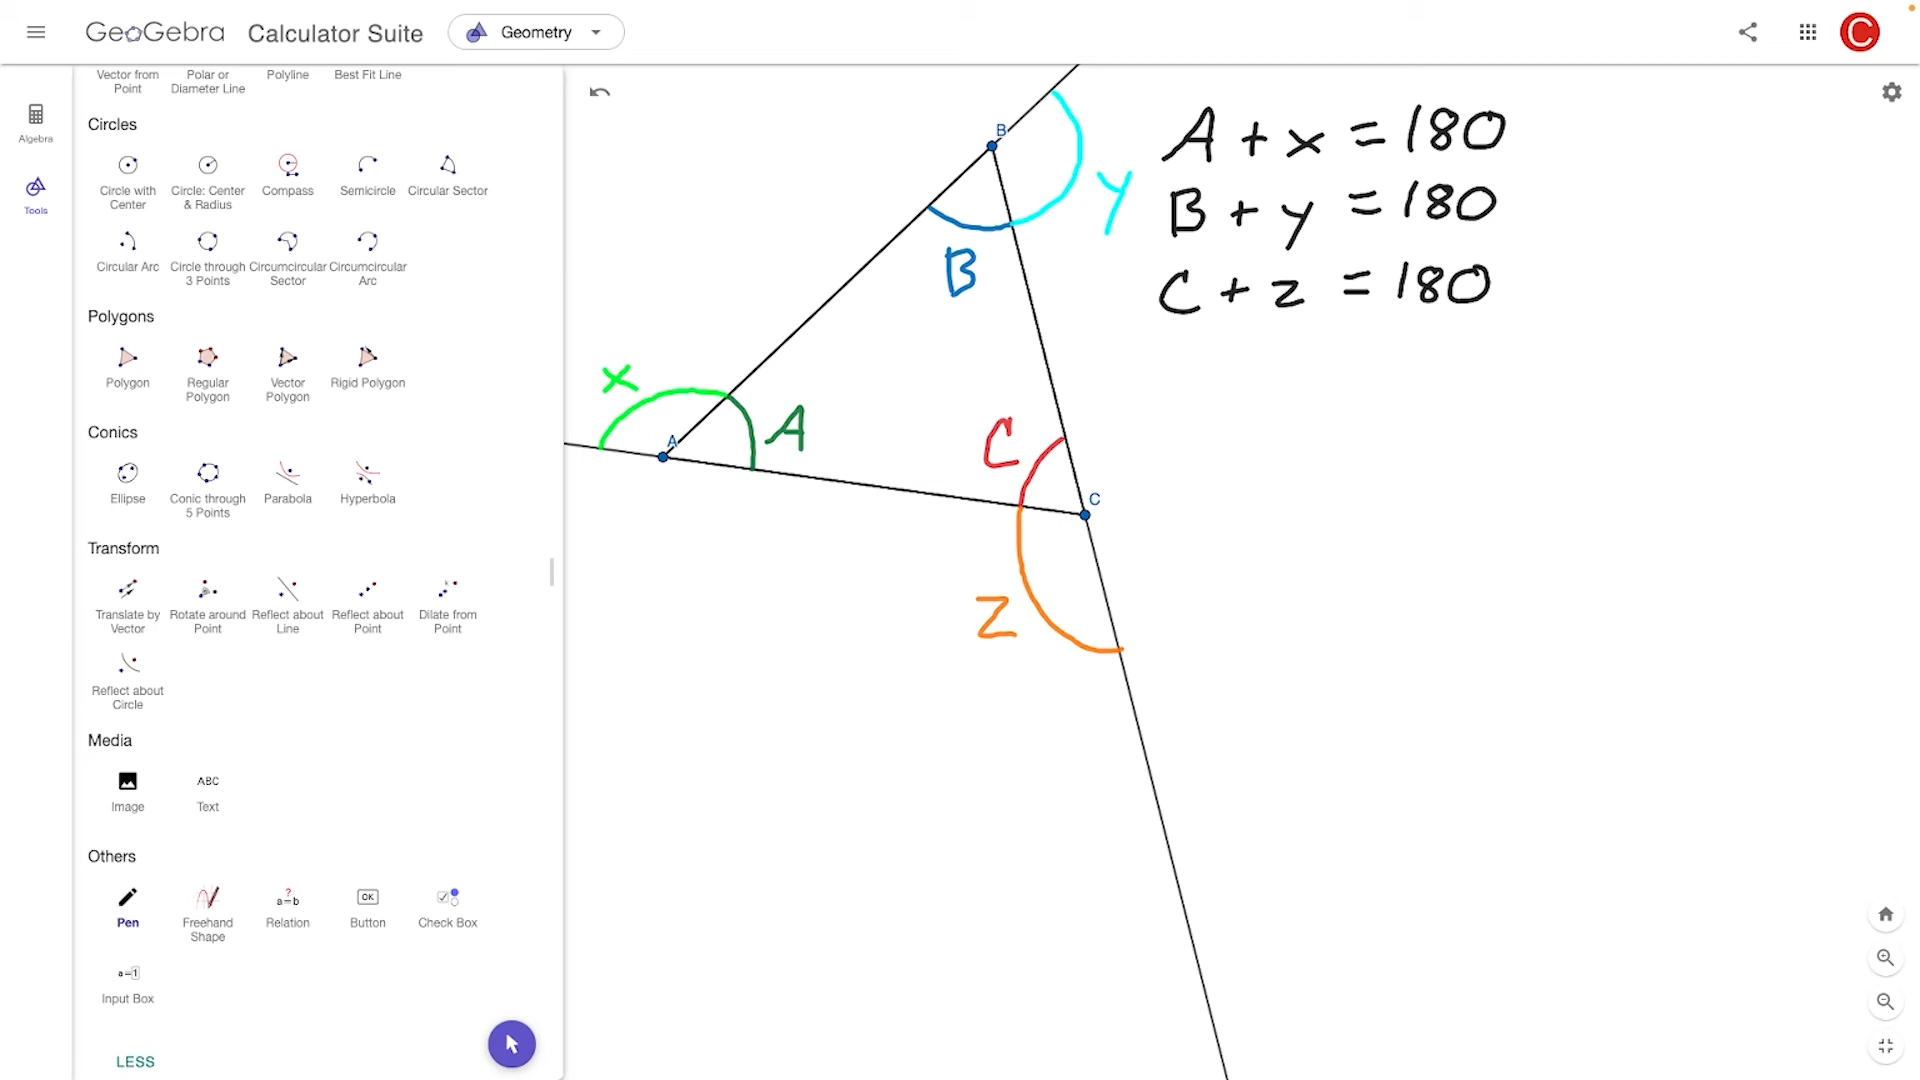 GeoGebra Calculator Suite Geometry
Algebra
Tools
Vector from Point
Polar or Diameter Line
Polyline
Best Fit Line
Circles
Circle with Center
Circle: Center & Radius
Compass
Semicircle
Circular Sector
Circular Arc
Circle through 3 Points
Circumcircular Sector
Circumcircular Arc
Polygons
Polygon
Regular Polygon
Vector Polygon
Rigid Polygon
Conics
Ellipse
Conic through 5 Points
Parabola
Hyperbola
Transform
Translate by Vector
Rotate around Point
Reflect about Line
Reflect about Point
Dilate from Point
Reflect about Circle
Media
Image
ABC
Text
Others
Pen
Freehand Shape
? a=b
Relation
OK
Button
Check Box
a=1
Input Box
LESS
C
B
y
B
x
A
A
C
C
z
A + x = 180
B + y = 180
C + z = 180